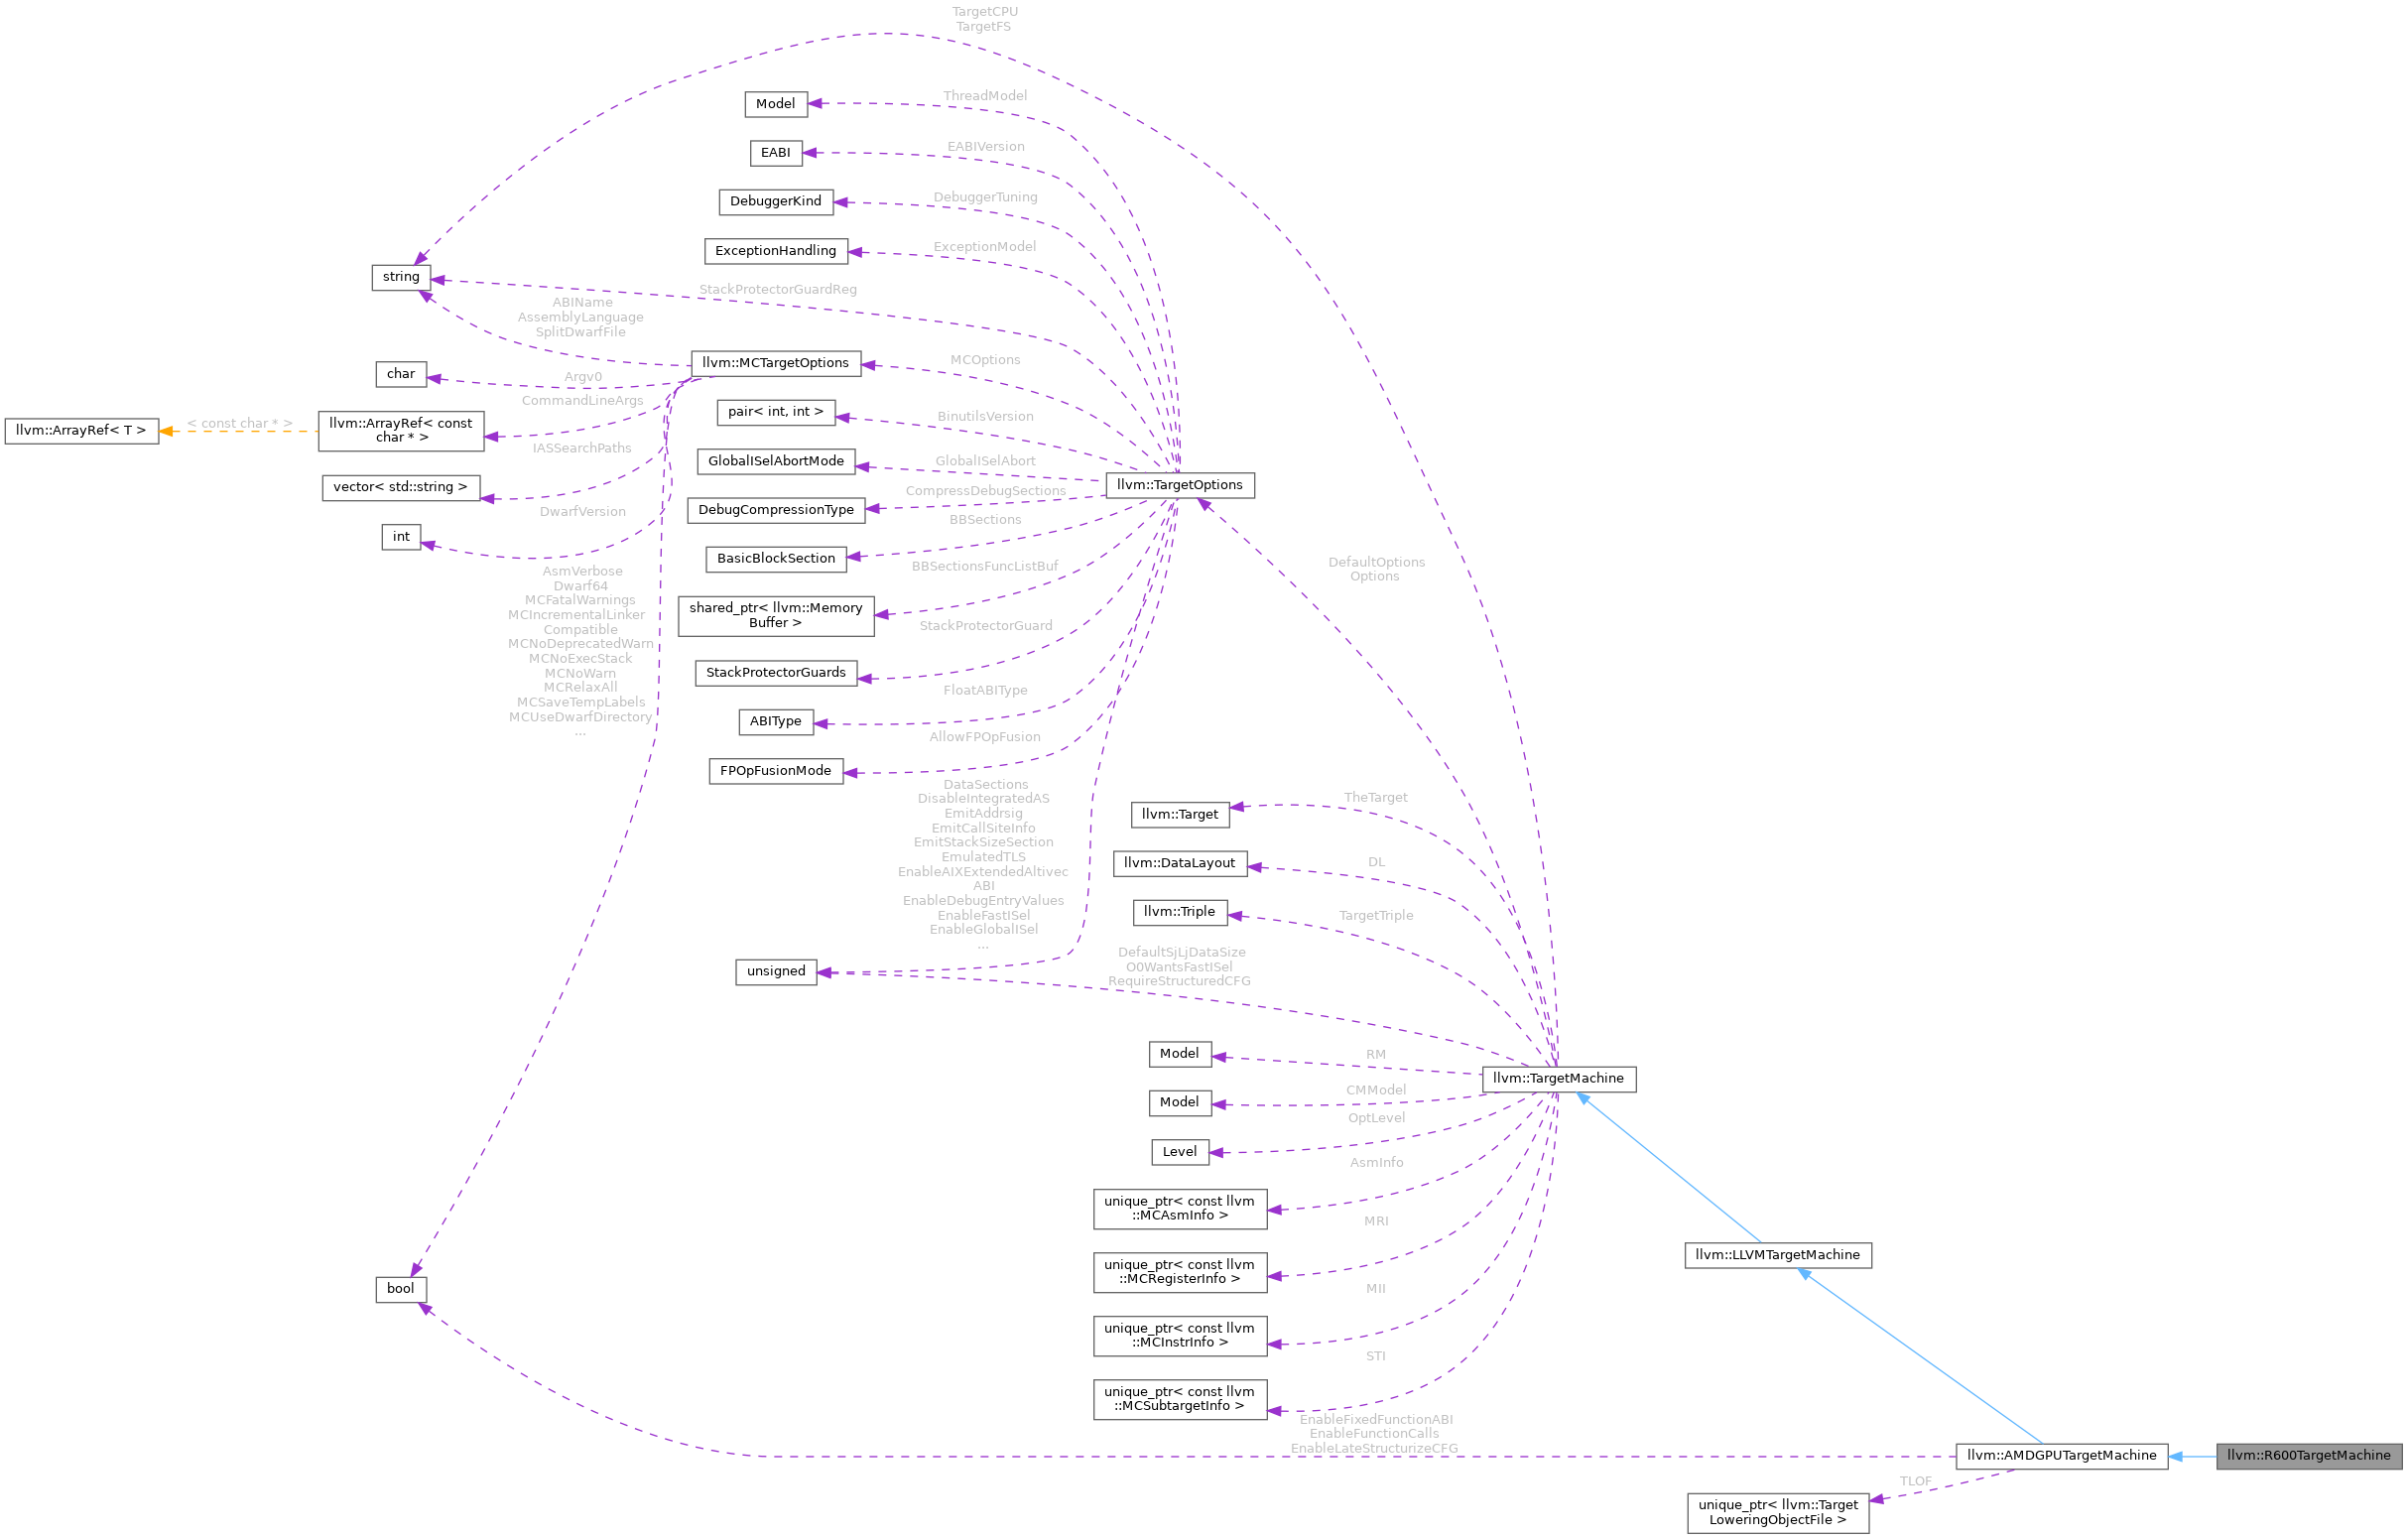 TargetCPU
TargetFS
Model
ThreadModel
EABI
EABIVersion
DebuggerKind
DebuggerTuning
ExceptionHandling
ExceptionModel
string
StackProtectorGuardReg
ABIName
AssemblyLanguage
SplitDwarfFile
llvm::MCTargetOptions
MCOptions
char
Argv0
CommandLineArgs
llvm::ArrayRef< T >
< const char * >
llvm::ArrayRef< const
char * >
pair< int, int >
BinutilsVersion
IASSearchPaths
GlobalISelAbortMode
GlobalISelAbort
vector< std::string >
llvm::TargetOptions
CompressDebugSections
DebugCompressionType
DwarfVersion
BBSections
int
BasicBlockSection
DefaultOptions
Options
BBSectionsFuncListBuf
AsmVerbose
Dwarf64
MCFatalWarnings
MCIncrementalLinker
Compatible
MCNoDeprecatedWarn
MCNoExecStack
MCNoWarn
MCRelaxAll
MCSaveTempLabels
MCUseDwarfDirectory
...
shared_ptr< llvm::Memory
Buffer >
StackProtectorGuard
StackProtectorGuards
FloatABIType
ABIType
AllowFPOpFusion
FPOpFusionMode
DataSections
DisableIntegratedAS
EmitAddrsig
EmitCallSiteInfo
EmitStackSizeSection
EmulatedTLS
EnableAIXExtendedAltivec
ABI
EnableDebugEntryValues
EnableFastISel
EnableGlobalISel
...
TheTarget
llvm::Target
DL
llvm::DataLayout
llvm::Triple
TargetTriple
unsigned
DefaultSjLjDataSize
O0WantsFastISel
RequireStructuredCFG
Model
RM
llvm::TargetMachine
Model
CMModel
OptLevel
Level
AsmInfo
unique_ptr< const llvm
::MCAsmInfo >
MRI
llvm::LLVMTargetMachine
unique_ptr< const llvm
::MCRegisterInfo >
bool
MII
unique_ptr< const llvm
::MCInstrInfo >
STI
unique_ptr< const llvm
::MCSubtargetInfo >
EnableFixedFunctionABI
EnableFunctionCalls
EnableLateStructurizeCFG
llvm::AMDGPUTargetMachine
llvm::R600TargetMachine
TLOF
unique_ptr< llvm::Target
LoweringObjectFile >